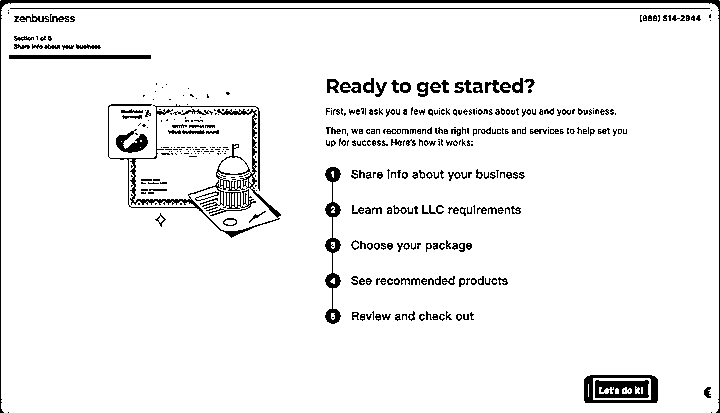 zenbusiness
(888) 514-2944
Section 1 of 5
Share info about your business
Ready to get started?
First, we'll ask you a few quick questions about you and your business.
Then, we can recommend the right products and services to help set you
up for success. Here's how it works:
1 Share info about your business
2 Learn about LLC requirements
3 Choose your package
4 See recommended products
5 Review and check out
Let's do it!